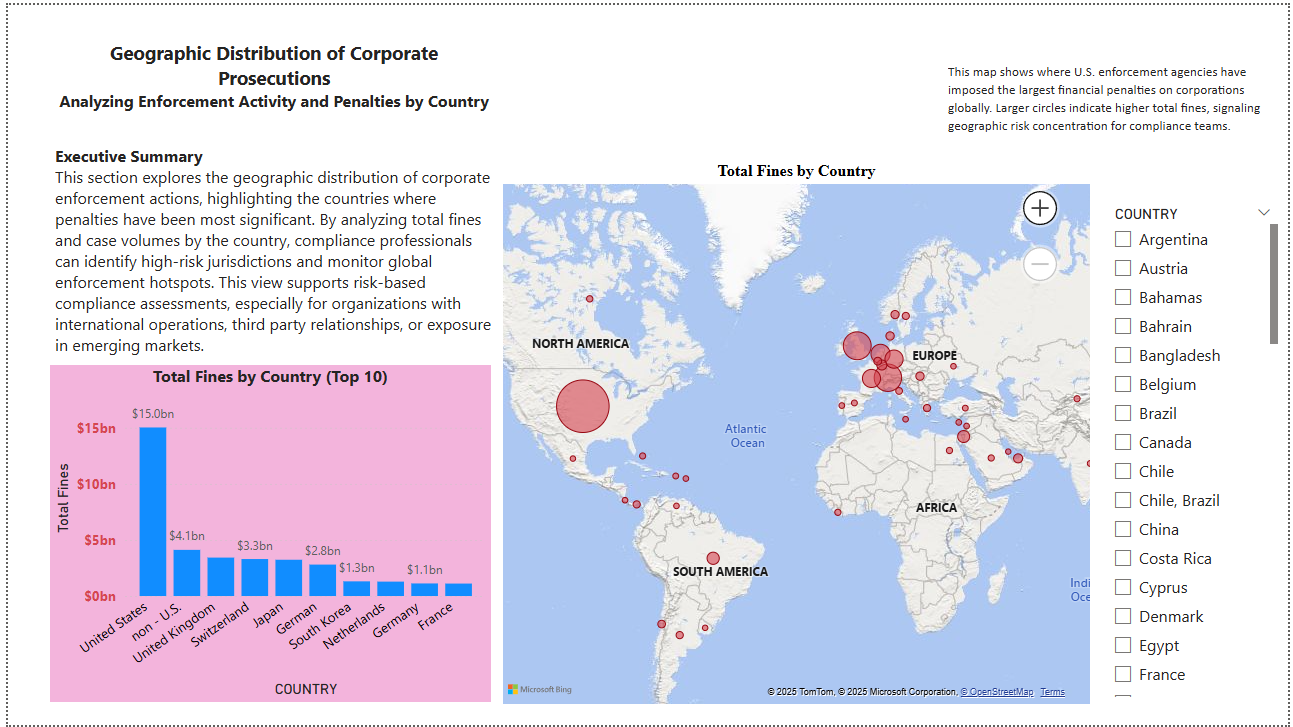 Geographic Distribution of Corporate
Prosecutions
Analyzing Enforcement Activity and Penalties by Country
This map shows where U.S. enforcement agencies have
imposed the largest financial penalties on corporations
globally. Larger circles indicate higher total fines, signaling
geographic risk concentration for compliance teams.
Executive Summary
This section explores the geographic distribution of corporate
enforcement actions, highlighting the countries where
penalties have been most significant. By analyzing total fines
and case volumes by the country, compliance professionals
can identify high-risk jurisdictions and monitor global
enforcement hotspots. This view supports risk-based
compliance assessments, especially for organizations with
international operations, third party relationships, or exposure
in emerging markets.
Total Fines by Country (Top 10)
Total Fines
$15bn
$10bn
$5bn
$0bn
$15.0bn
$4.1bn
$3.3bn
$2.8bn
$1.3bn
$1.1bn
United States
non - U.S.
United Kingdom
Switzerland
Japan
German
South Korea
Netherlands
Germany
France
COUNTRY
Total Fines by Country
NORTH AMERICA
EUROPE
Atlantic
Ocean
AFRICA
SOUTH AMERICA
Indi
Oce
Microsoft Bing
© 2025 TomTom, © 2025 Microsoft Corporation, © OpenStreetMap Terms
COUNTRY
Argentina
Austria
Bahamas
Bahrain
Bangladesh
Belgium
Brazil
Canada
Chile
Chile, Brazil
China
Costa Rica
Cyprus
Denmark
Egypt
France